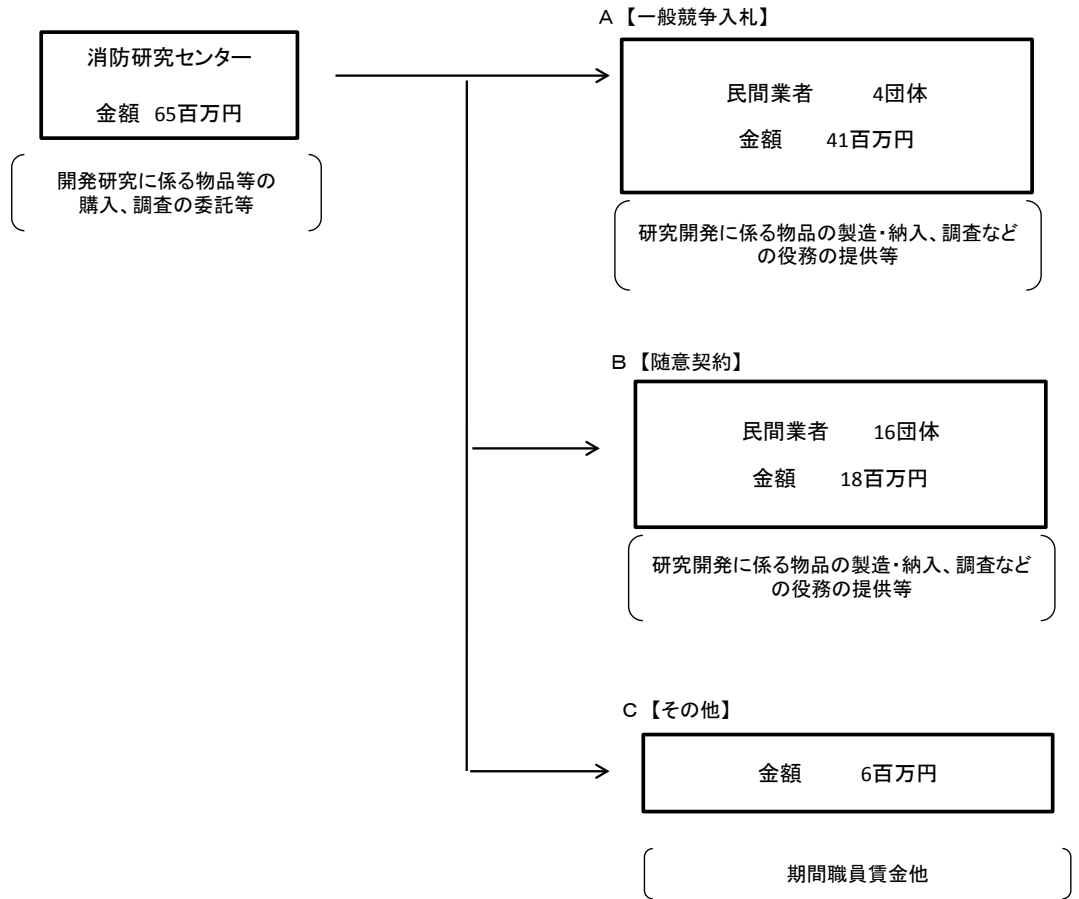 消防研究センター
金額 65百万円
開発研究に係る物品等の
購入、調査の委託等
A 【一般競争入札】
民間業者 4団体
金額 41百万円
研究開発に係る物品の製造・納入、調査など
の役務の提供等
B 【随意契約】
民間業者 16団体
金額 18百万円
研究開発に係る物品の製造・納入、調査など
の役務の提供等
C 【その他】
金額 6百万円
期間職員賃金他